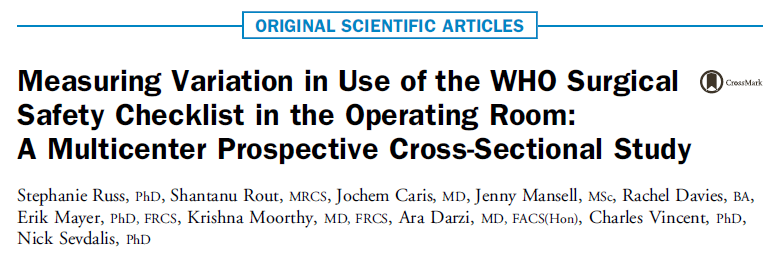 ORIGINAL SCIENTIFIC ARTICLES
Measuring Variation in Use of the WHO Surgical
CrossMark
Safety Checklist in the Operating Room:
A Multicenter Prospective Cross-Sectional Study
Stephanie Russ, PhD, Shantanu Rout, MRCS, Jochem Caris, MD, Jenny Mansell, MSc, Rachel Davies, BA,
Erik Mayer, PhD, FRCS, Krishna Moorthy, MD, FRCS, Ara Darzi, MD, FACS(Hon), Charles Vincent, PhD,
Nick Sevdalis, PhD